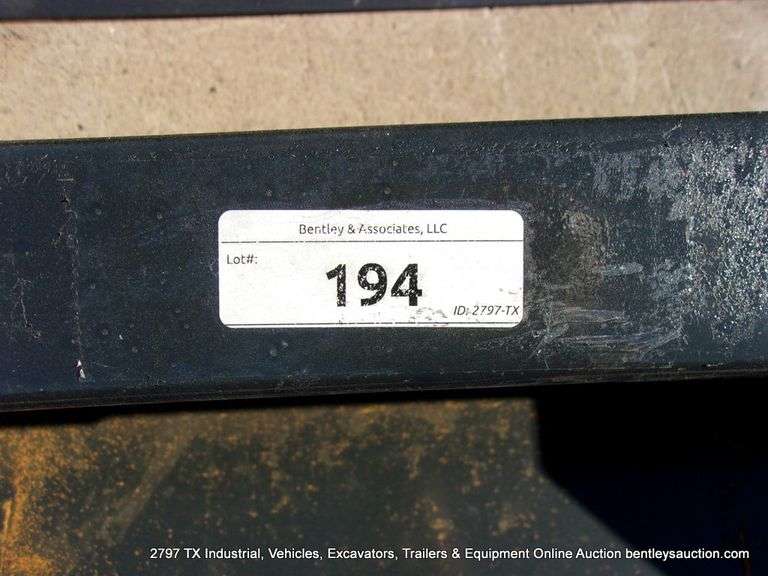 Bentley & Associates, LLC
Lot#:
194
ID: 2797-TX
2797 TX Industrial, Vehicles, Excavators, Trailers & Equipment Online Auction bentleysauction.com